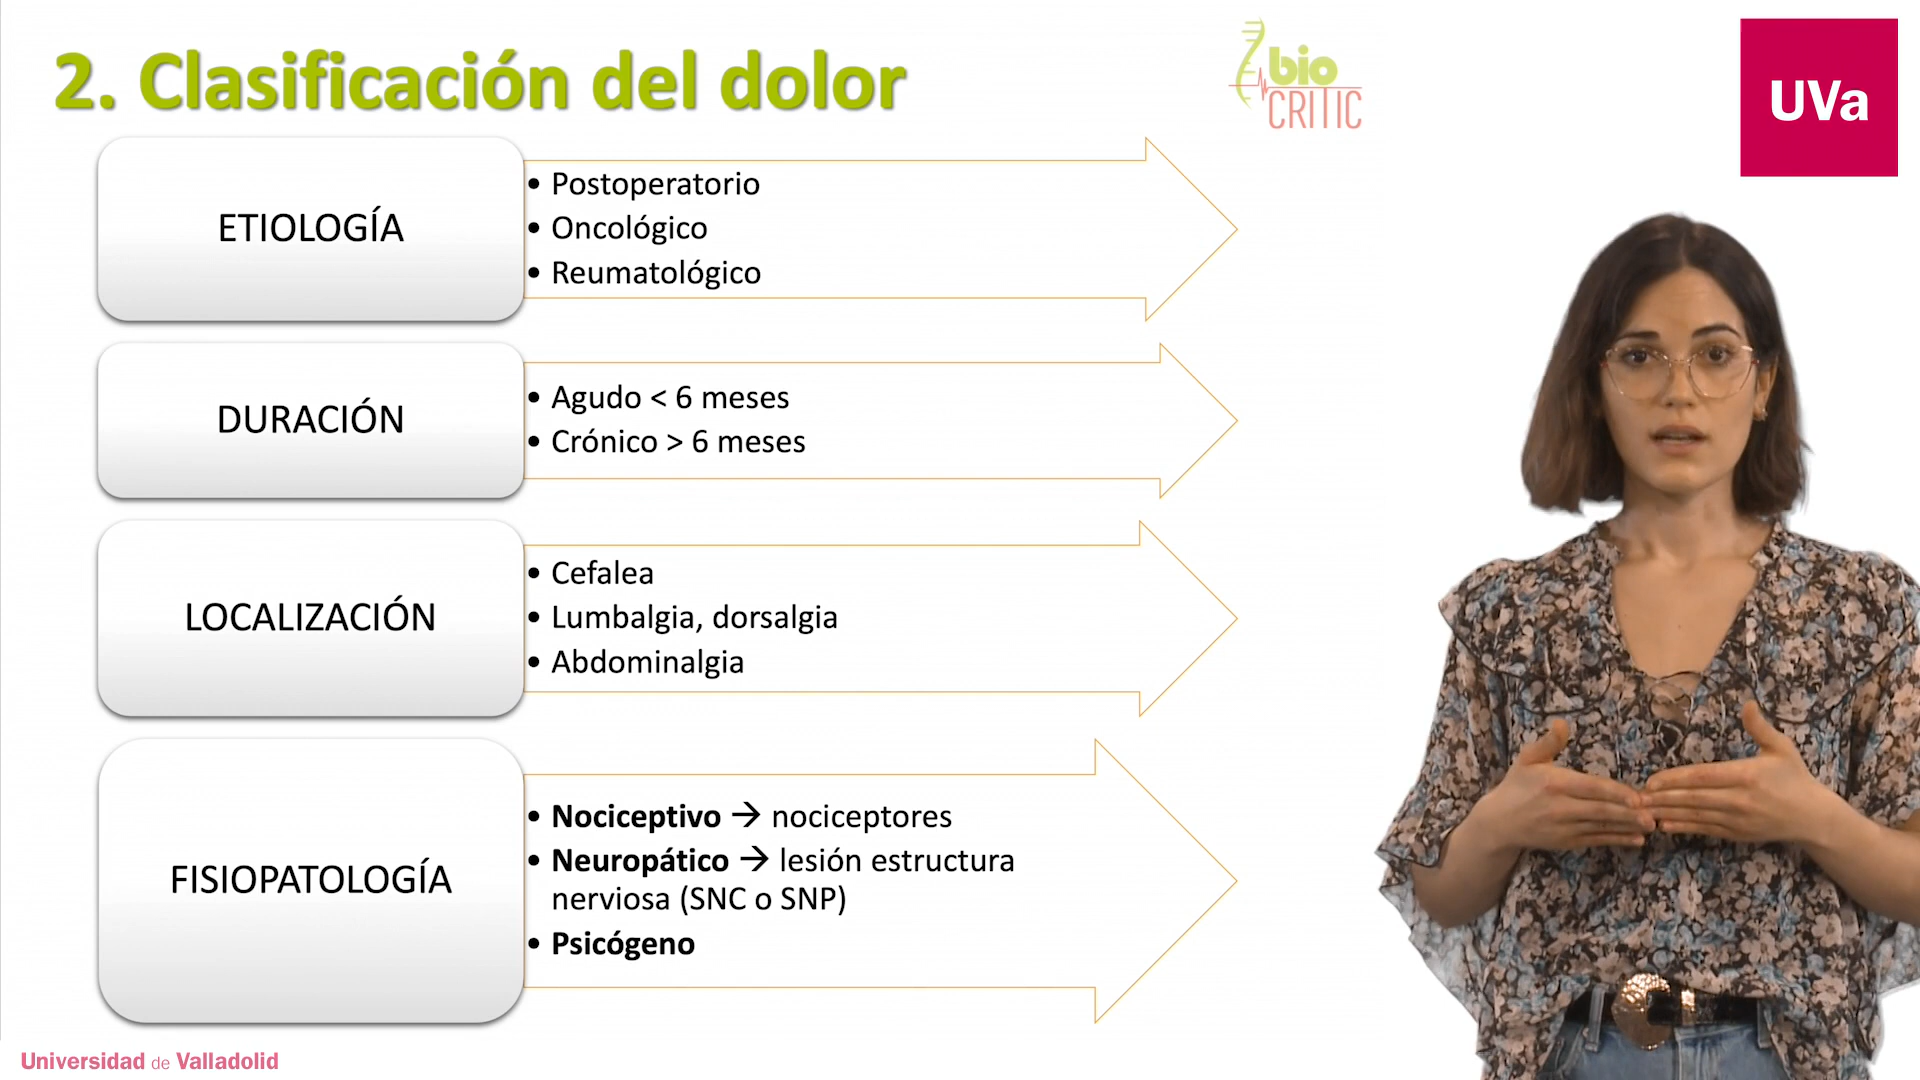 2. Clasificación del dolor
bio
CRITIC
UVa
ETIOLOGÍA
• Postoperatorio
• Oncológico
• Reumatológico
DURACIÓN
• Agudo < 6 meses
• Crónico > 6 meses
LOCALIZACIÓN
• Cefalea
• Lumbalgia, dorsalgia
• Abdominalgia
FISIOPATOLOGÍA
• Nociceptivo → nociceptores
• Neuropático → lesión estructura
nerviosa (SNC o SNP)
• Psicógeno
Universidad de Valladolid